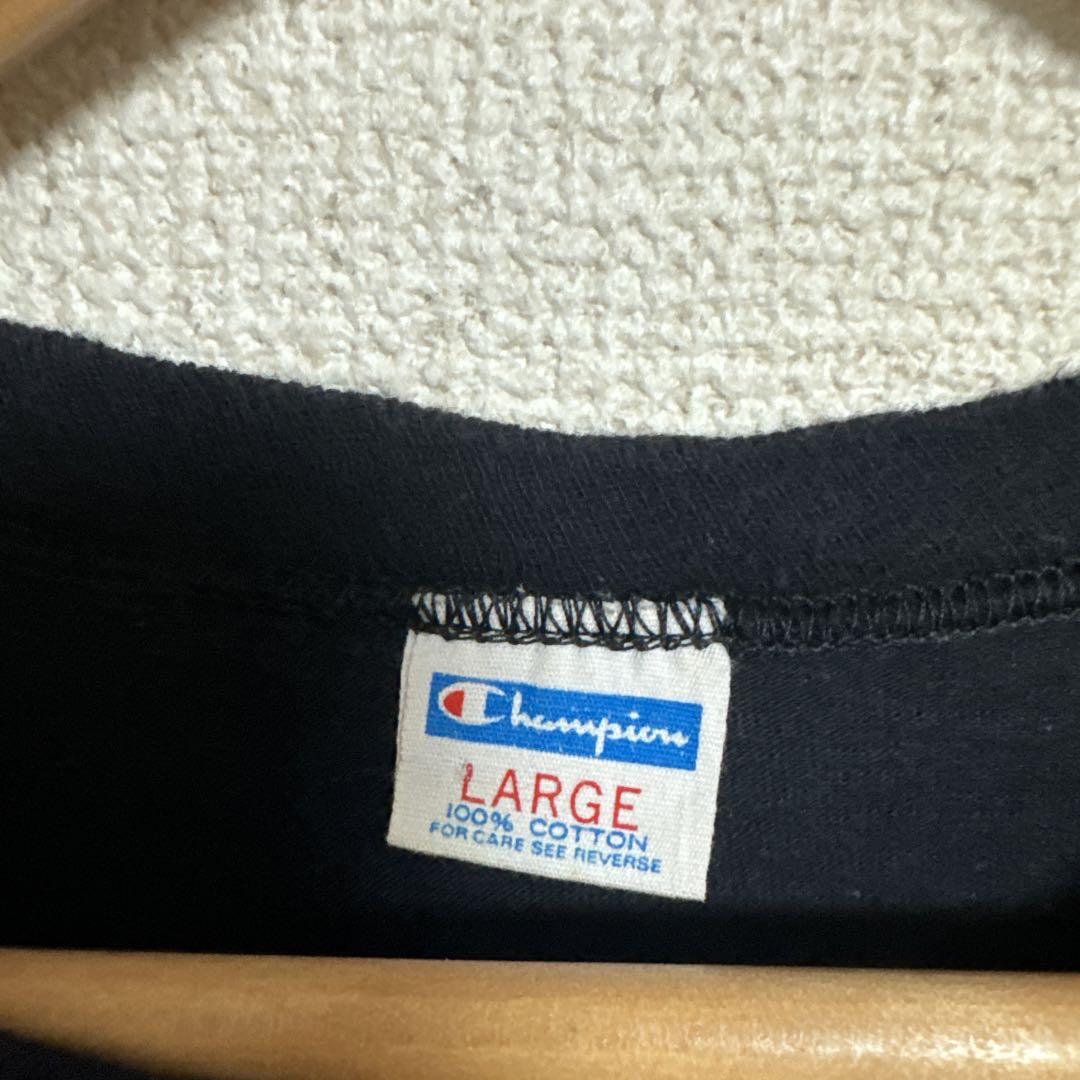 Champion
LARGE
100% COTTON
FOR CARE SEE REVERSE